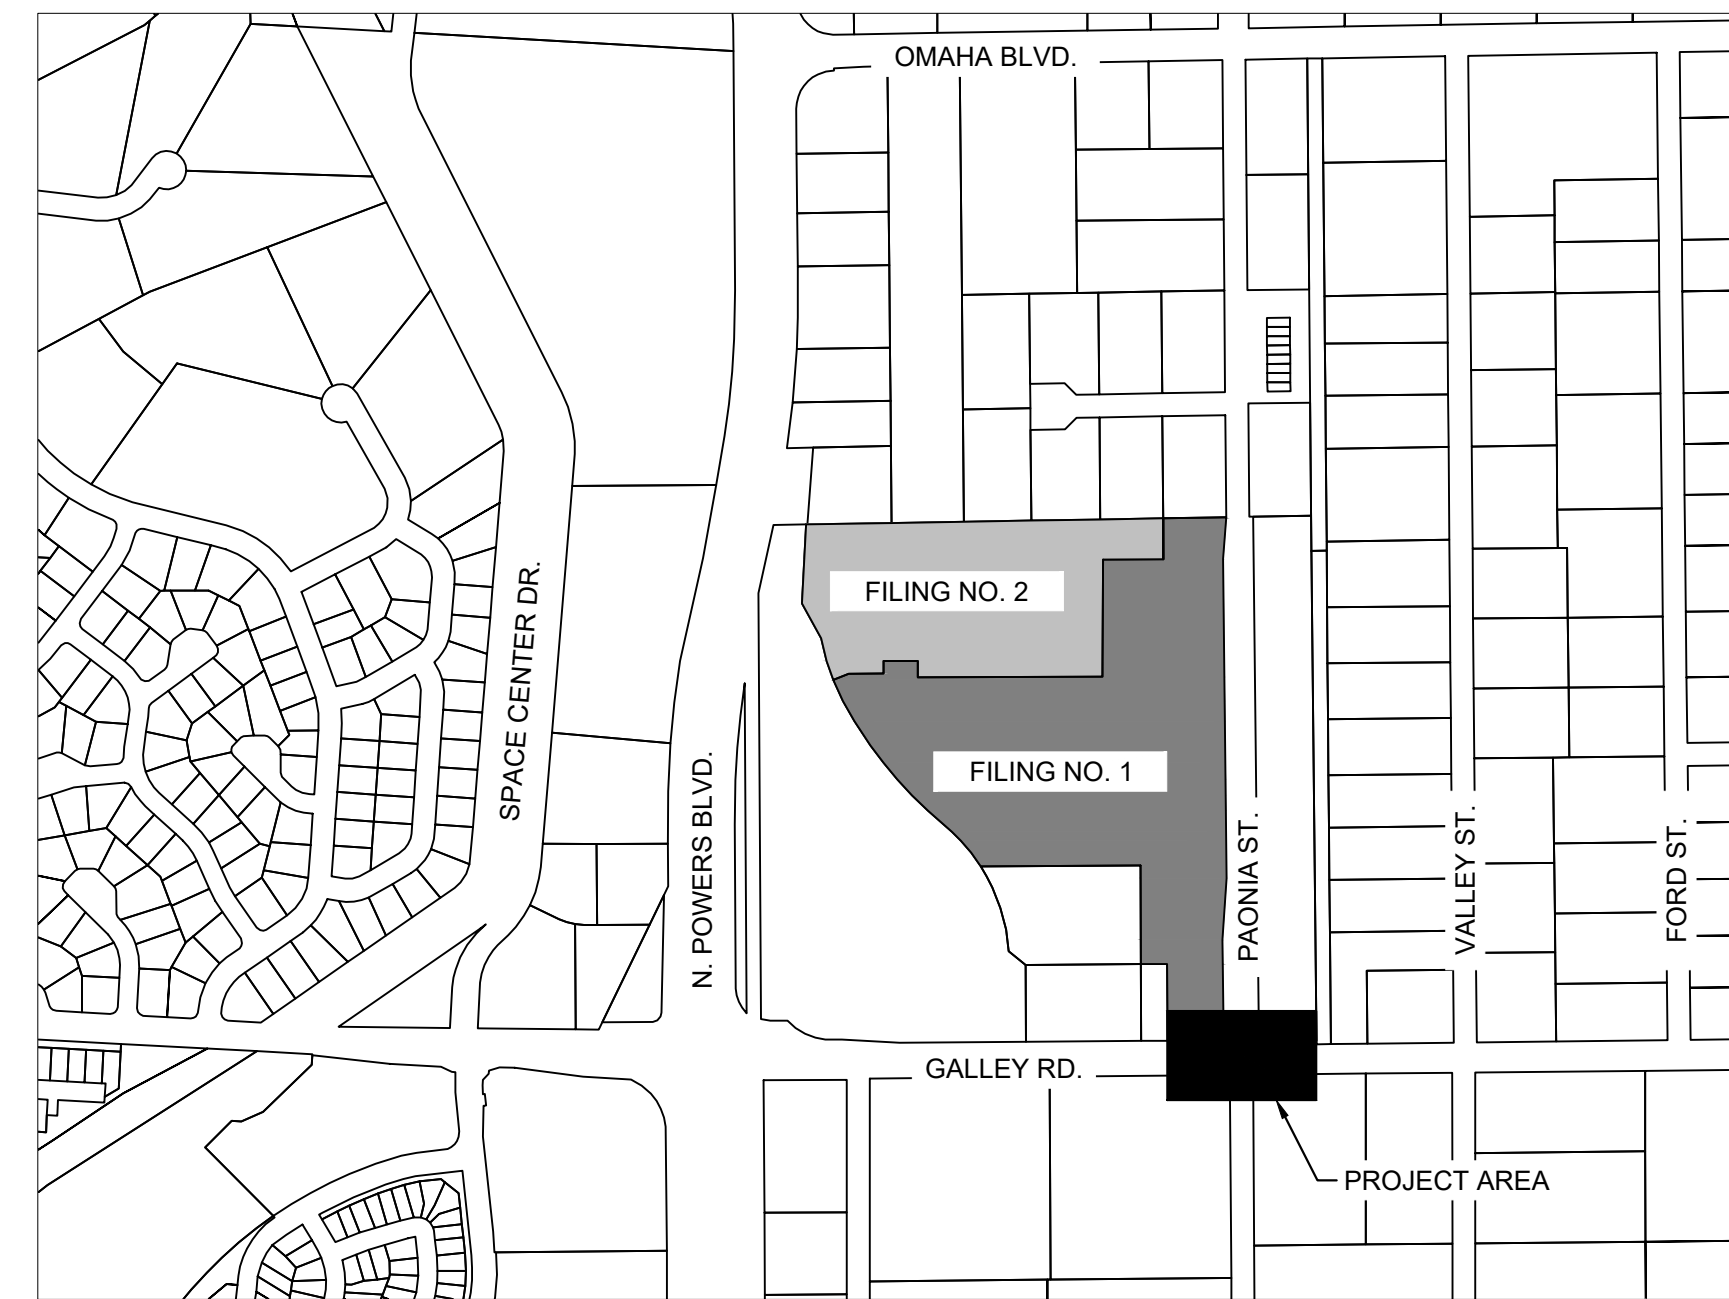 OMAHA BLVD.
FILING NO. 2
SPACE CENTER DR.
FILING NO. 1
N. POWERS BLVD.
PAONIA ST.
VALLEY ST.
FORD ST.
GALLEY RD.
PROJECT AREA